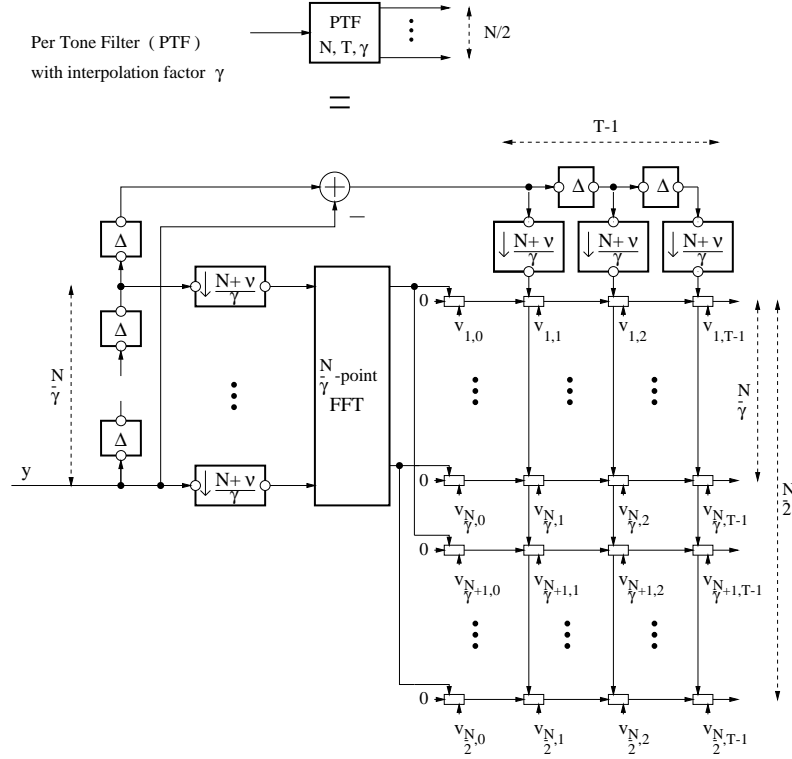 PTF
N, T, γ
N/2
Per Tone Filter ( PTF )
with interpolation factor γ
=
T-1
Δ Δ
+
−
Δ
↓ N+ν/γ ↓ N+ν/γ ↓ N+ν/γ
↓ N+ν/γ
0
v1,0 v1,1 v1,2 v1,T-1
Δ
N/γ
N/γ-point
FFT
N/γ
Δ
y
↓ N+ν/γ
0
N/2
vN/γ,0 vN/γ,1 vN/γ,2 vN/γ,T-1
0
vN/γ+1,0 vN/γ+1,1 vN/γ+1,2 vN/γ+1,T-1
0
vN/2,0 vN/2,1 vN/2,2 vN/2,T-1